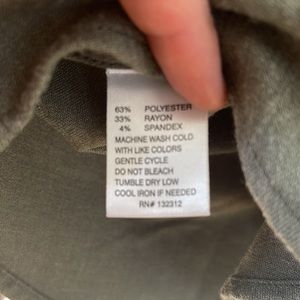 63% POLYESTER
33% RAYON
4% SPANDEX
MACHINE WASH COLD
WITH LIKE COLORS
GENTLE CYCLE
DO NOT BLEACH
TUMBLE DRY LOW
COOL IRON IF NEEDED
RN# 132312